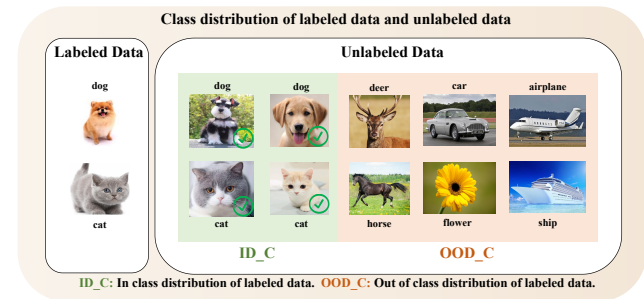 Class distribution of labeled data and unlabeled data
Labeled Data
dog
cat
Unlabeled Data
dog dog deer car airplane
cat cat horse flower ship
ID_C OOD_C
ID_C: In class distribution of labeled data. OOD_C: Out of class distribution of labeled data.